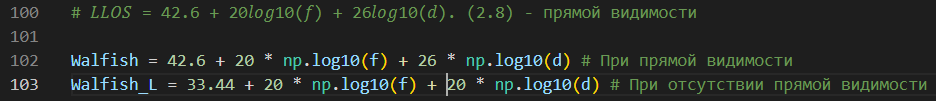 100 # LLOS = 42.6 + 20log10(f) + 26log10(d). (2.8) - прямой видимости
101
102 Walfish = 42.6 + 20 * np.log10(f) + 26 * np.log10(d) # При прямой видимости
103 Walfish_L = 33.44 + 20 * np.log10(f) + 20 * np.log10(d) # При отсутствии прямой видимости